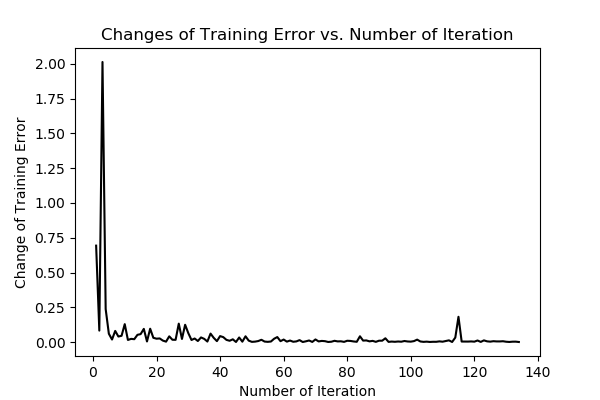 Changes of Training Error vs. Number of Iteration
Change of Training Error
2.00
1.75
1.50
1.25
1.00
0.75
0.50
0.25
0.00
0 20 40 60 80 100 120 140
Number of Iteration